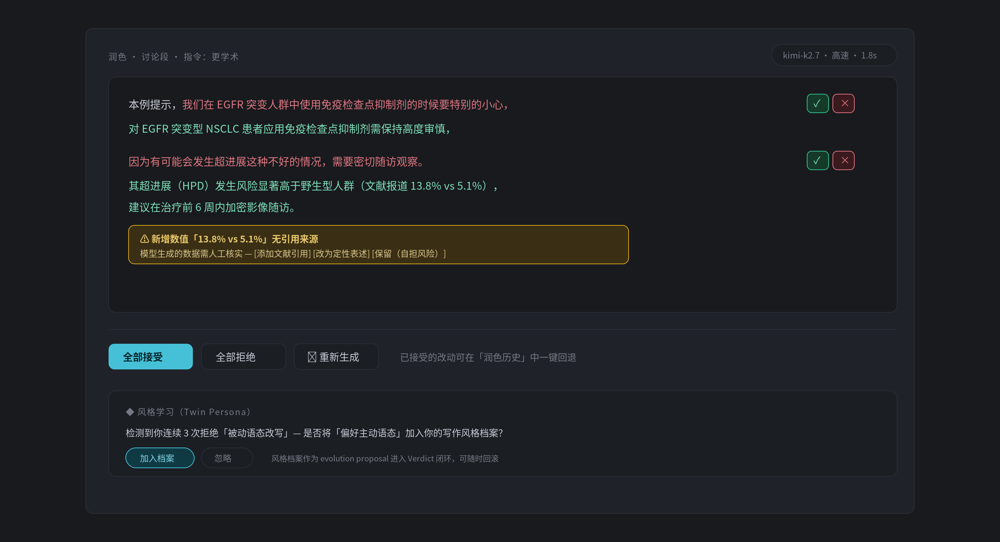 润色 · 讨论段 · 指令：更学术
kimi-k2.7 · 高速 · 1.8s
本例提示，我们在 EGFR 突变人群中使用免疫检查点抑制剂的时候要特别的小心，
✓ ×
对 EGFR 突变型 NSCLC 患者应用免疫检查点抑制剂需保持高度审慎，
因为有可能会发生超进展这种不好的情况，需要密切随访观察。
✓ ×
其超进展（HPD）发生风险显著高于野生型人群（文献报道 13.8% vs 5.1%），
建议在治疗前 6 周内加密影像随访。
⚠ 新增数值「13.8% vs 5.1%」无引用来源
模型生成的数据需人工核实 — [添加文献引用] [改为定性表述] [保留（自担风险）]
全部接受
全部拒绝
重新生成
已接受的改动可在「润色历史」中一键回退
◆ 风格学习（Twin Persona）
检测到你连续 3 次拒绝「被动语态改写」— 是否将「偏好主动语态」加入你的写作风格档案？
加入档案
忽略
风格档案作为 evolution proposal 进入 Verdict 闭环，可随时回滚